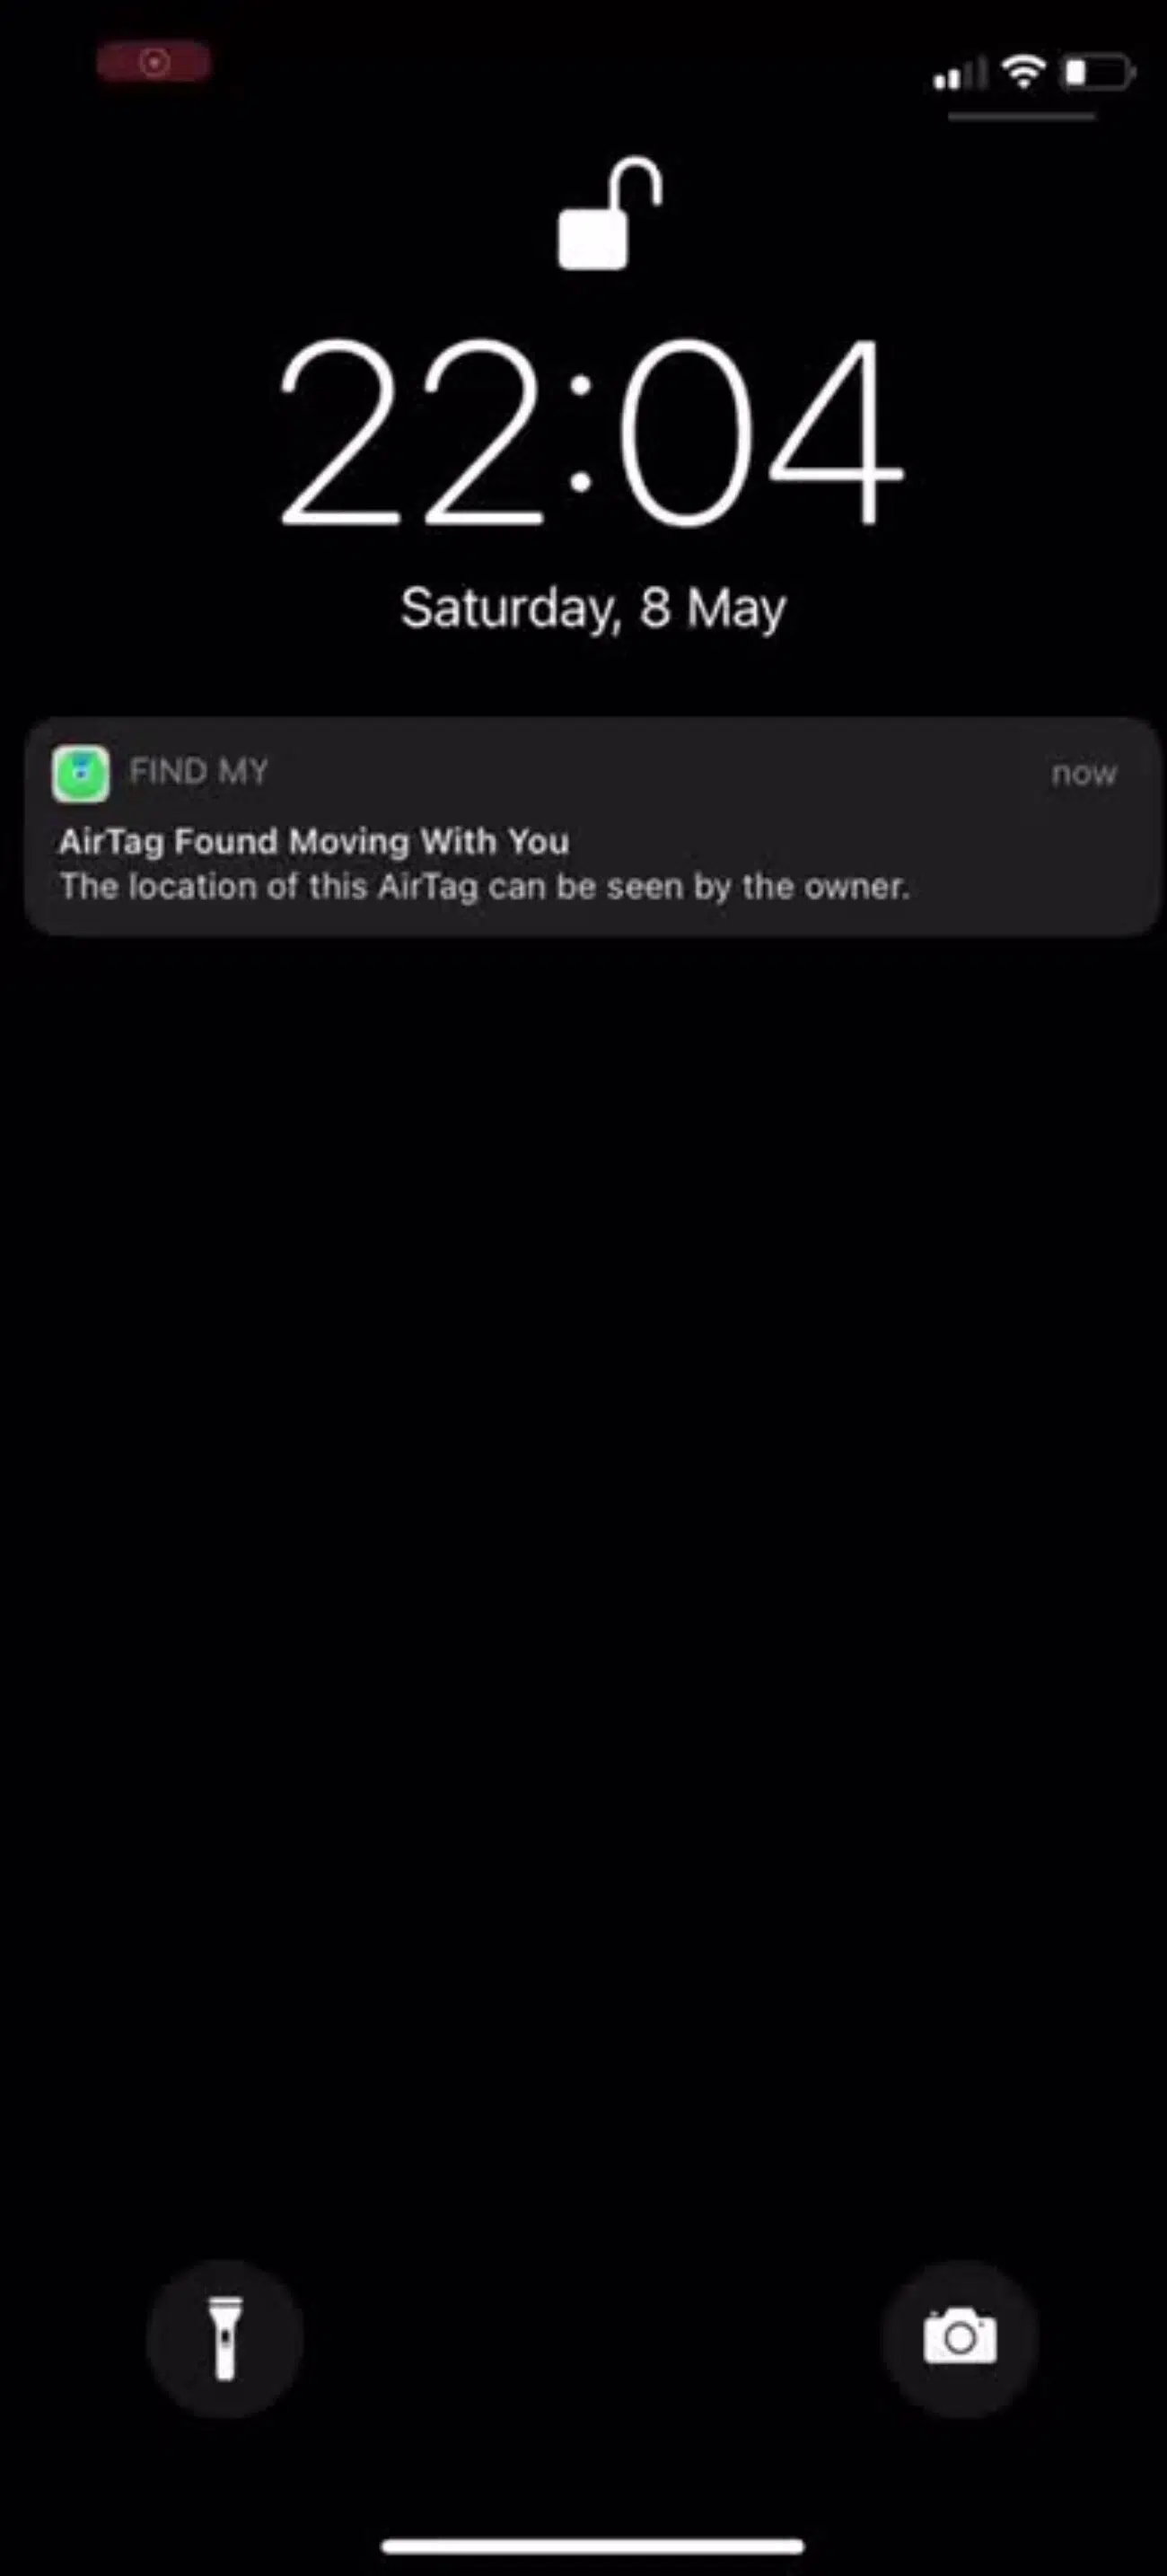 22:04
Saturday, 8 May
FIND MY
now
AirTag Found Moving With You
The location of this AirTag can be seen by the owner.